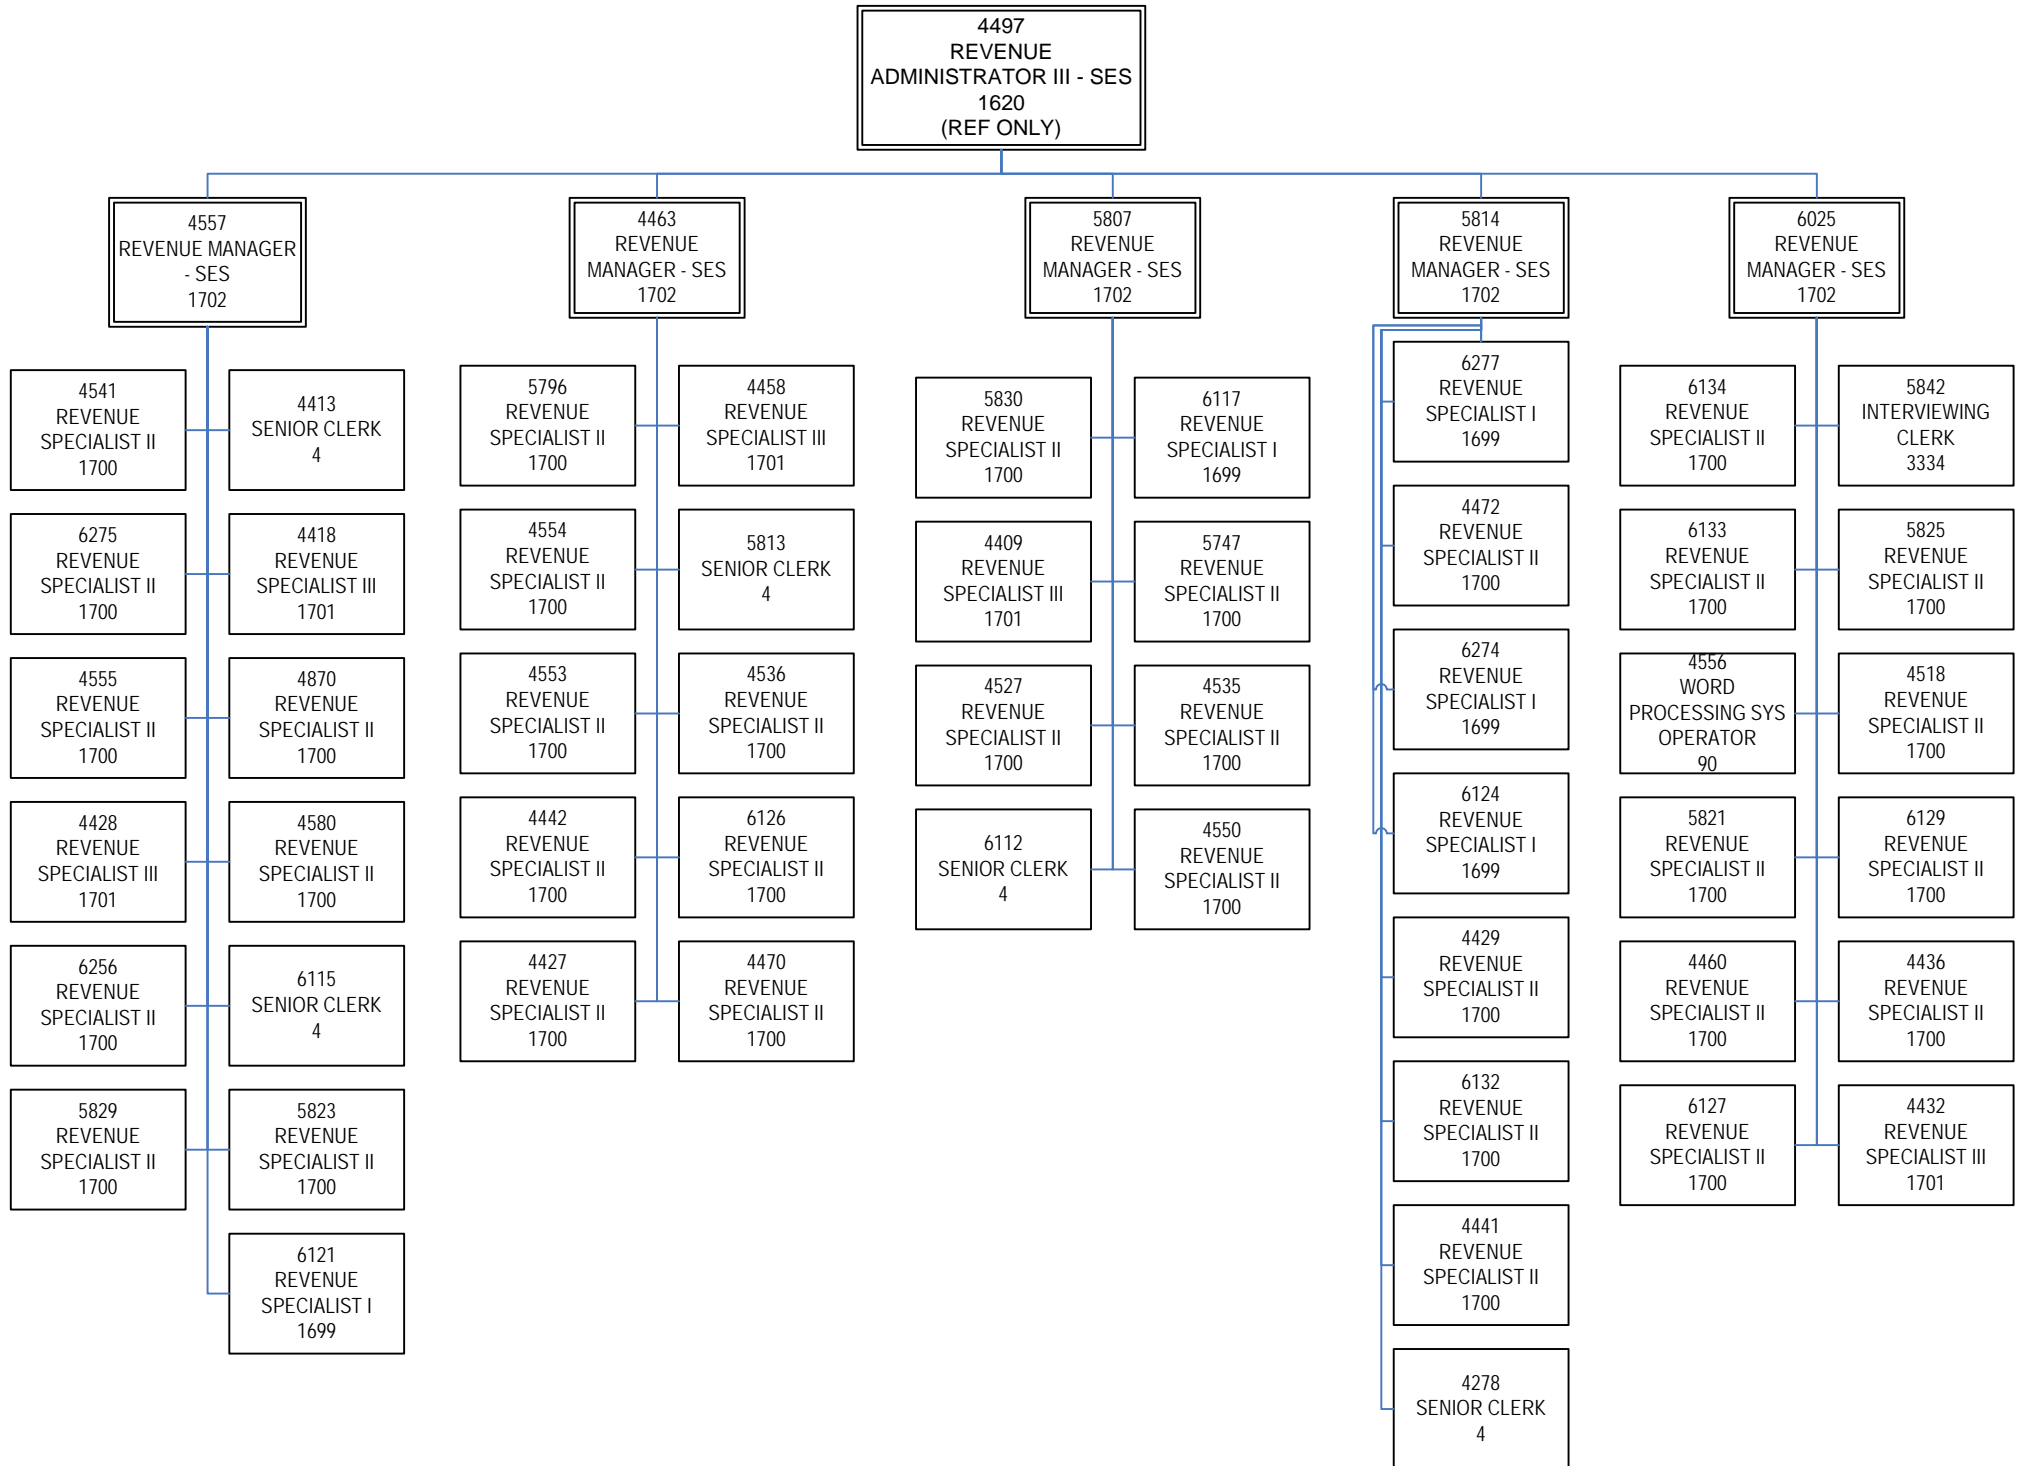 4497
REVENUE
ADMINISTRATOR III - SES
1620
(REF ONLY)
4557
REVENUE MANAGER
- SES
1702
4463
REVENUE
MANAGER - SES
1702
5807
REVENUE
MANAGER - SES
1702
5814
REVENUE
MANAGER - SES
1702
6025
REVENUE
MANAGER - SES
1702
4541
REVENUE
SPECIALIST II
1700
4413
SENIOR CLERK
4
6275
REVENUE
SPECIALIST II
1700
4418
REVENUE
SPECIALIST III
1701
4555
REVENUE
SPECIALIST II
1700
4870
REVENUE
SPECIALIST II
1700
4428
REVENUE
SPECIALIST III
1701
4580
REVENUE
SPECIALIST II
1700
6256
REVENUE
SPECIALIST II
1700
6115
SENIOR CLERK
4
5829
REVENUE
SPECIALIST II
1700
5823
REVENUE
SPECIALIST II
1700
6121
REVENUE
SPECIALIST I
1699
5796
REVENUE
SPECIALIST II
1700
4458
REVENUE
SPECIALIST III
1701
4554
REVENUE
SPECIALIST II
1700
5813
SENIOR CLERK
4
4553
REVENUE
SPECIALIST II
1700
4536
REVENUE
SPECIALIST II
1700
4442
REVENUE
SPECIALIST II
1700
6126
REVENUE
SPECIALIST II
1700
4427
REVENUE
SPECIALIST II
1700
4470
REVENUE
SPECIALIST II
1700
5830
REVENUE
SPECIALIST II
1700
6117
REVENUE
SPECIALIST I
1699
4409
REVENUE
SPECIALIST III
1701
5747
REVENUE
SPECIALIST II
1700
4527
REVENUE
SPECIALIST II
1700
4535
REVENUE
SPECIALIST II
1700
6112
SENIOR CLERK
4
4550
REVENUE
SPECIALIST II
1700
6277
REVENUE
SPECIALIST I
1699
4472
REVENUE
SPECIALIST II
1700
6274
REVENUE
SPECIALIST I
1699
6124
REVENUE
SPECIALIST I
1699
4429
REVENUE
SPECIALIST II
1700
6132
REVENUE
SPECIALIST II
1700
4441
REVENUE
SPECIALIST II
1700
4278
SENIOR CLERK
4
6134
REVENUE
SPECIALIST II
1700
5842
INTERVIEWING
CLERK
3334
6133
REVENUE
SPECIALIST II
1700
5825
REVENUE
SPECIALIST II
1700
4556
WORD
PROCESSING SYS
OPERATOR
90
4518
REVENUE
SPECIALIST II
1700
5821
REVENUE
SPECIALIST II
1700
6129
REVENUE
SPECIALIST II
1700
4460
REVENUE
SPECIALIST II
1700
4436
REVENUE
SPECIALIST II
1700
6127
REVENUE
SPECIALIST II
1700
4432
REVENUE
SPECIALIST III
1701